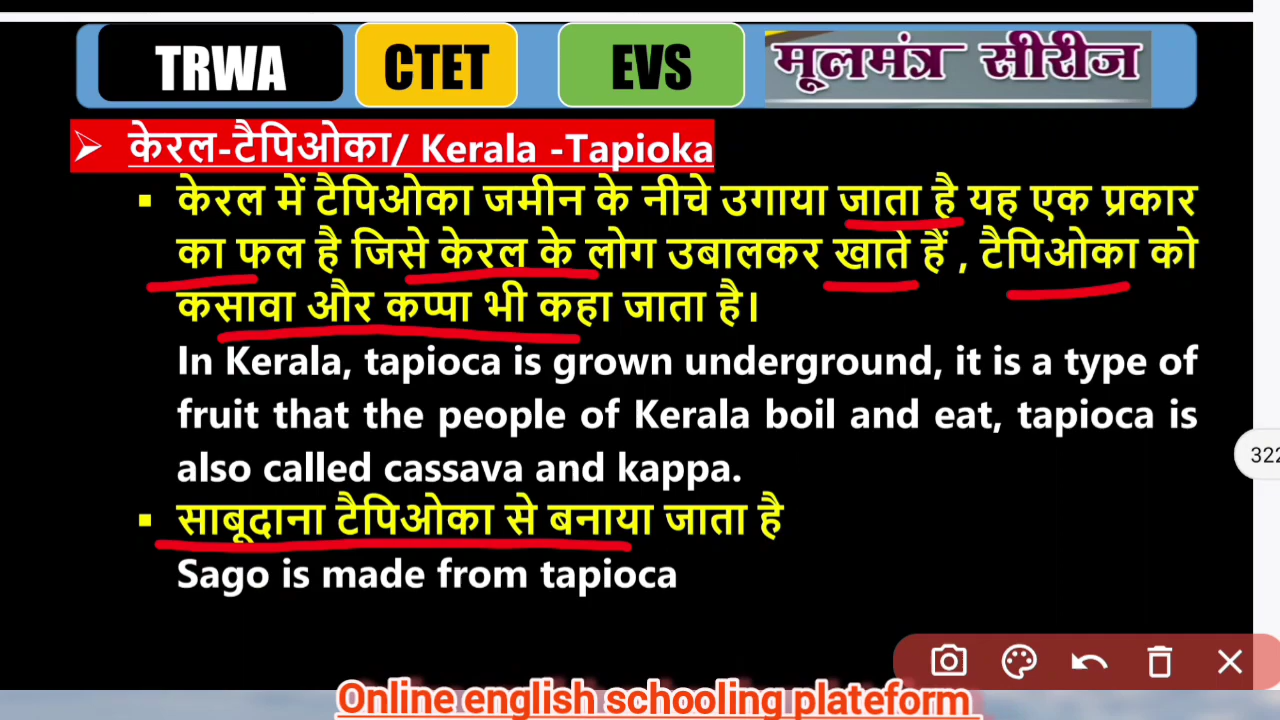 TRWA CTET EVS मूलमंत्र सीरीज
केरल-टैपिओका/ Kerala -Tapioka
केरल में टैपिओका जमीन के नीचे उगाया जाता है यह एक प्रकार
का फल है जिसे केरल के लोग उबालकर खाते हैं , टैपिओका को
कसावा और कप्पा भी कहा जाता है।
In Kerala, tapioca is grown underground, it is a type of
fruit that the people of Kerala boil and eat, tapioca is
also called cassava and kappa.
साबूदाना टैपिओका से बनाया जाता है
Sago is made from tapioca
322
Online english schooling plateform